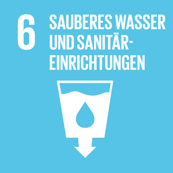 6 SAUBERES WASSER
UND SANITÄR-
EINRICHTUNGEN